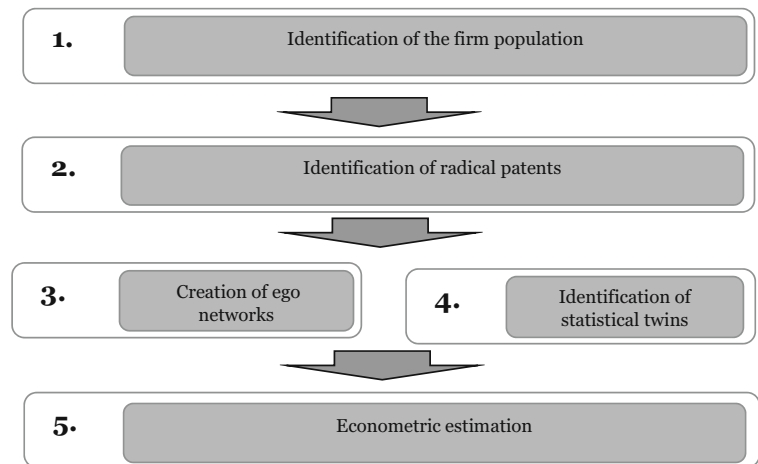 1. Identification of the firm population
2. Identification of radical patents
3. Creation of ego
networks
4. Identification of
statistical twins
5. Econometric estimation